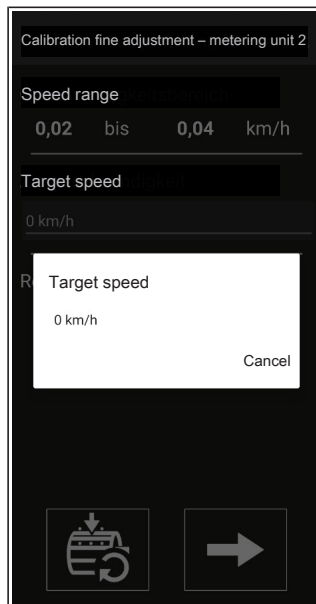 Calibration fine adjustment – metering unit 2
Speed range
0,02 bis 0,04 km/h
Target speed
0 km/h
Target speed
0 km/h
Cancel